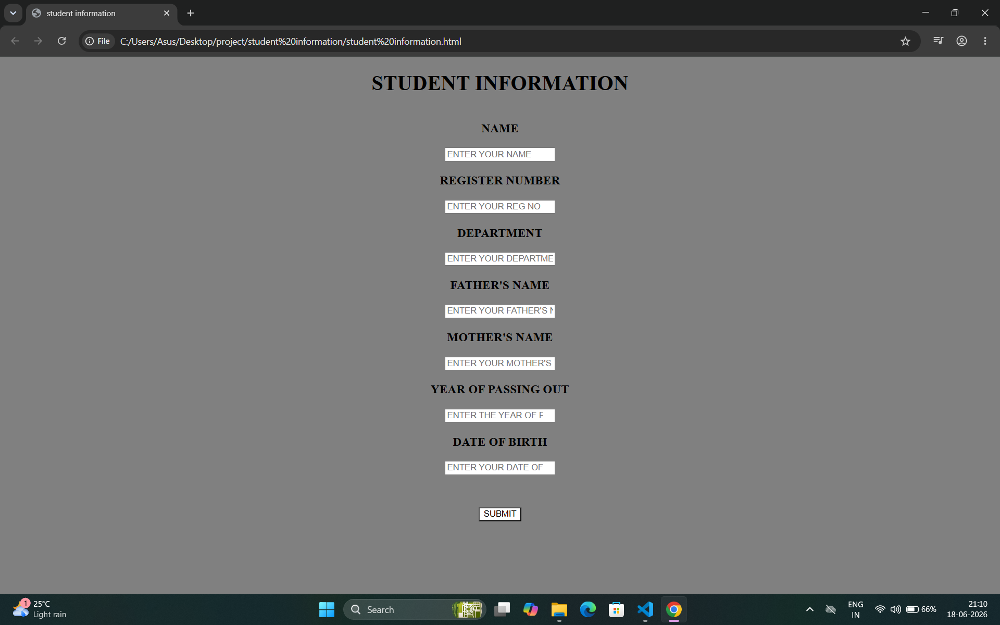 student information
File
C:/Users/Asus/Desktop/project/student%20information/student%20information.html
STUDENT INFORMATION
NAME
ENTER YOUR NAME
REGISTER NUMBER
ENTER YOUR REG NO
DEPARTMENT
ENTER YOUR DEPARTME
FATHER'S NAME
ENTER YOUR FATHER'S N
MOTHER'S NAME
ENTER YOUR MOTHER'S
YEAR OF PASSING OUT
ENTER THE YEAR OF F
DATE OF BIRTH
ENTER YOUR DATE OF
SUBMIT
1
25°C
Light rain
Search
ENG
IN
66%
21:10
18-06-2026